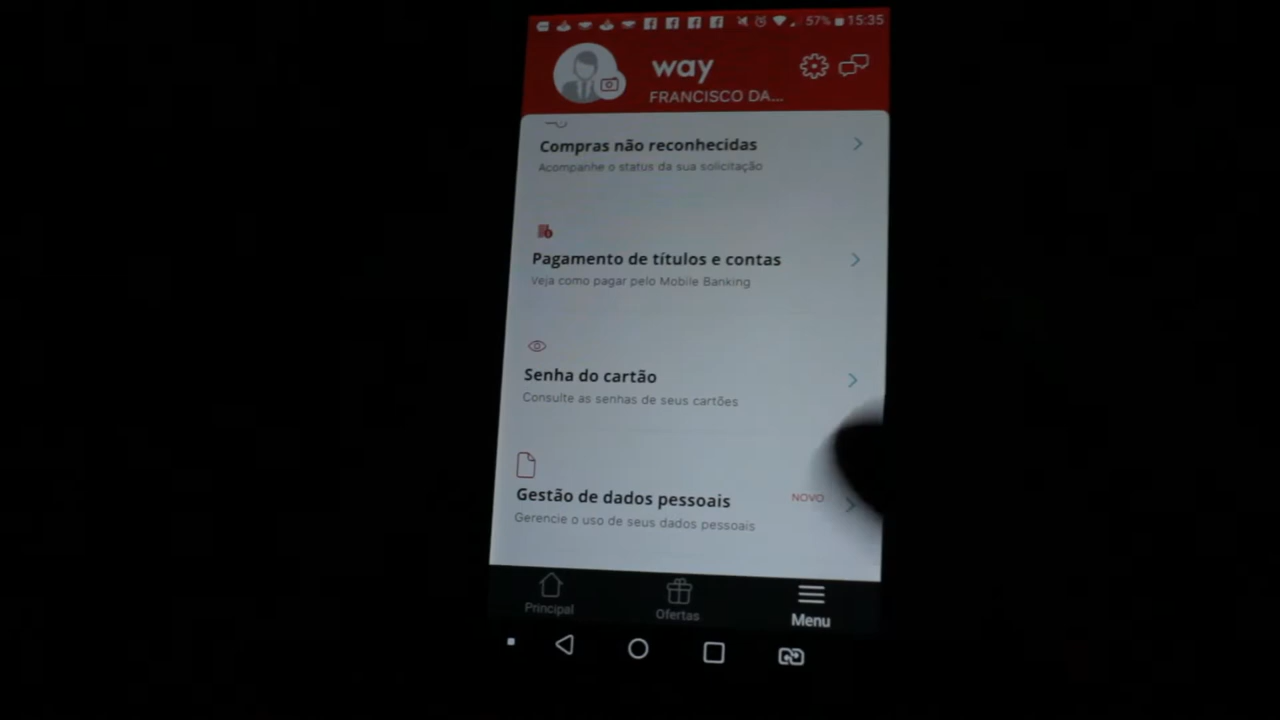 57% 15:35
way
FRANCISCO DA...
Compras não reconhecidas
Acompanhe o status da sua solicitação
Pagamento de títulos e contas
Veja como pagar pelo Mobile Banking
Senha do cartão
Consulte as senhas de seus cartões
Gestão de dados pessoais
NOVO
Gerencie o uso de seus dados pessoais
Principal
Ofertas
Menu